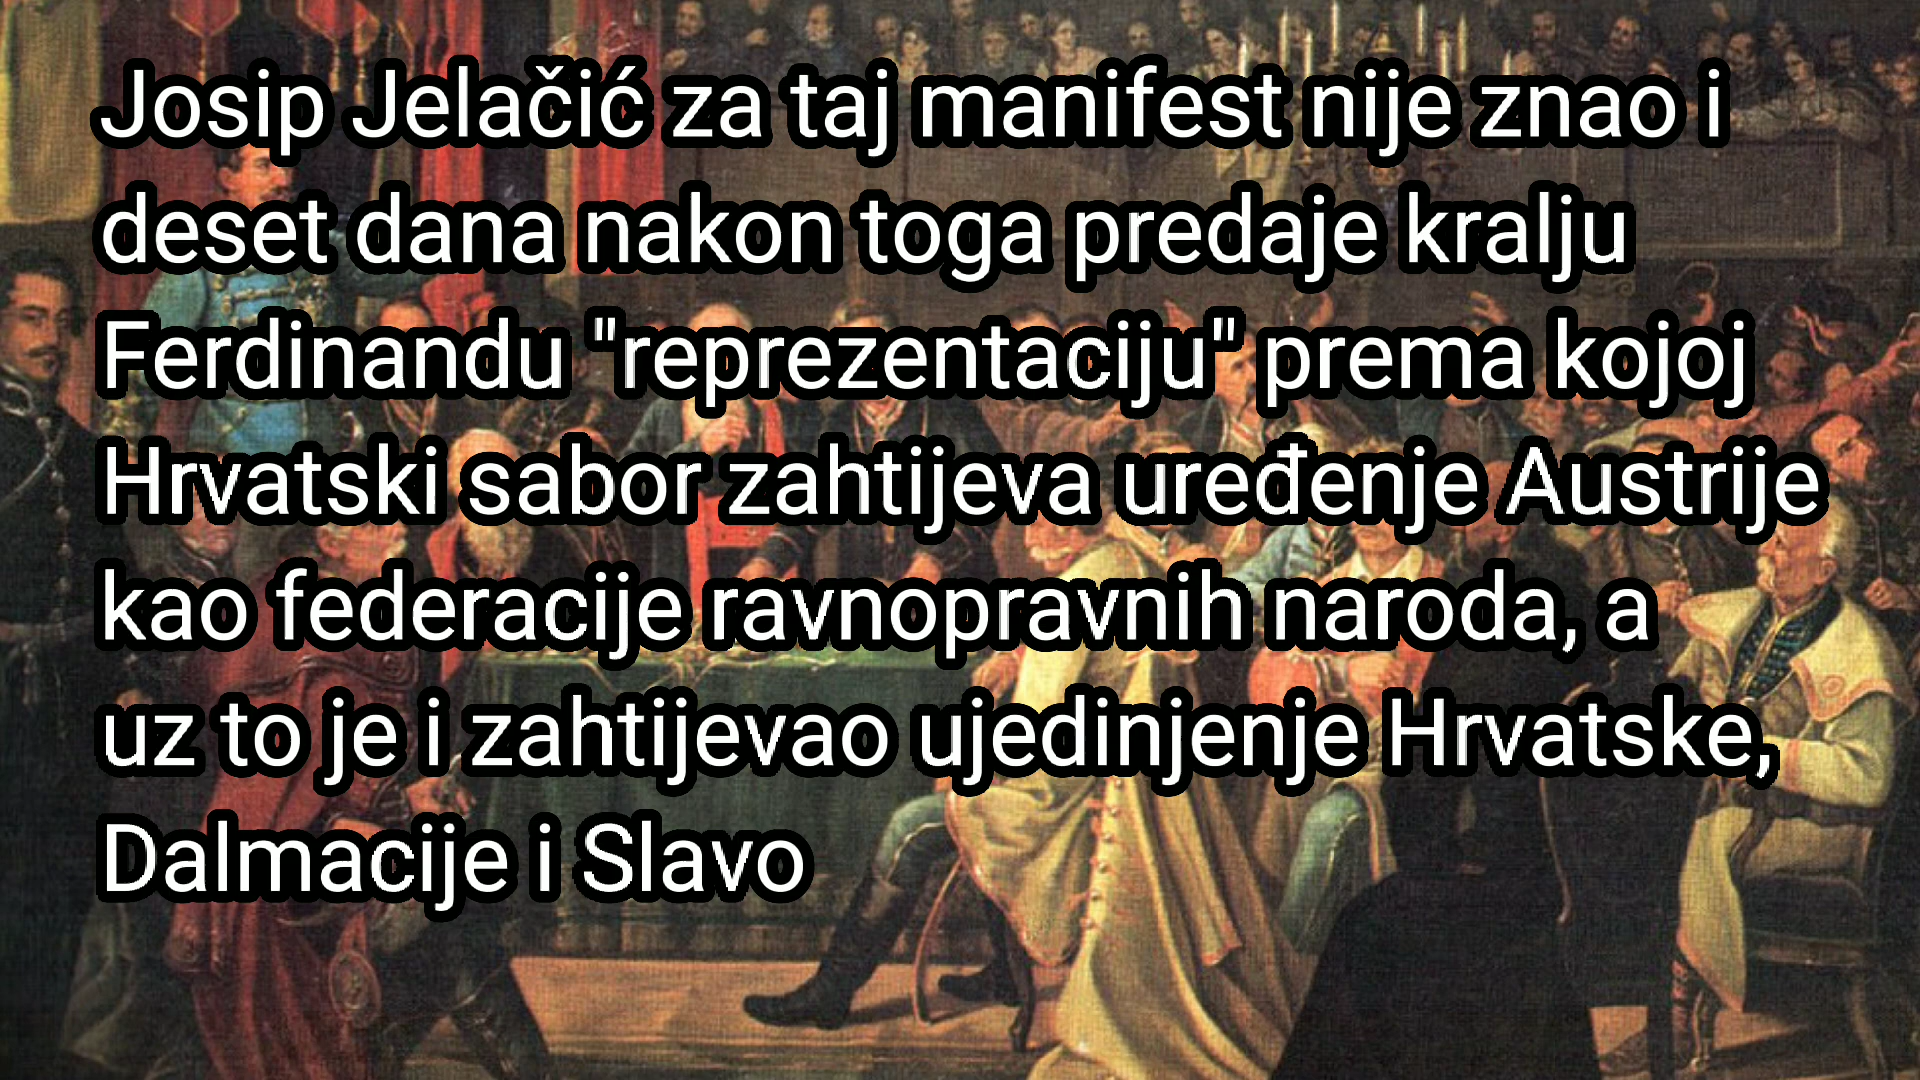 Josip Jelačić za taj manifest nije znao i
deset dana nakon toga predaje kralju
Ferdinandu "reprezentaciju" prema kojoj
Hrvatski sabor zahtijeva uređenje Austrije
kao federacije ravnopravnih naroda, a
uz to je i zahtijevao ujedinjenje Hrvatske,
Dalmacije i Slavo